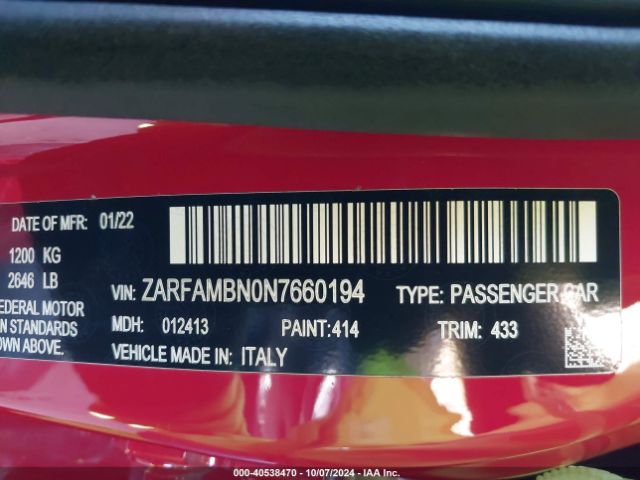 DATE OF MFR: 01/22
1200 KG
2646 LB
FEDERAL MOTOR
N STANDARDS
OWN ABOVE.
VIN: ZARFAMBN0N7660194 TYPE: PASSENGER CAR
MDH: 012413 PAINT: 414 TRIM: 433
VEHICLE MADE IN: ITALY
000-40538470 - 10/07/2024 - IAA Inc.